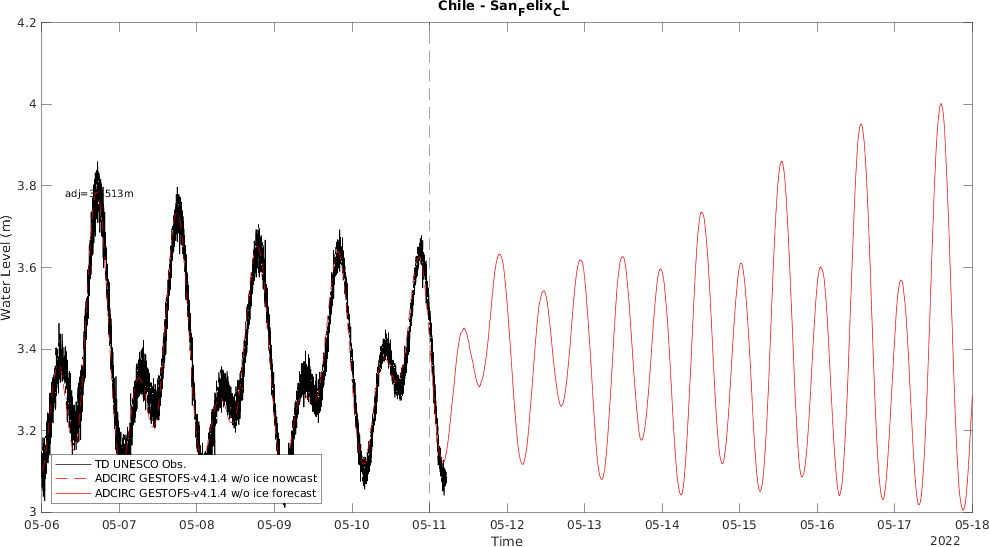 Chile - San_Felix_CL
4.2
4
3.8
3.6
3.4
3.2
3
Water Level (m)
TD UNESCO Obs.
ADCIRC GESTOFS-v4.1.4 w/o ice nowcast
ADCIRC GESTOFS-v4.1.4 w/o ice forecast
05-06 05-07 05-08 05-09 05-10 05-11 05-12 05-13 05-14 05-15 05-16 05-17 05-18
Time
2022